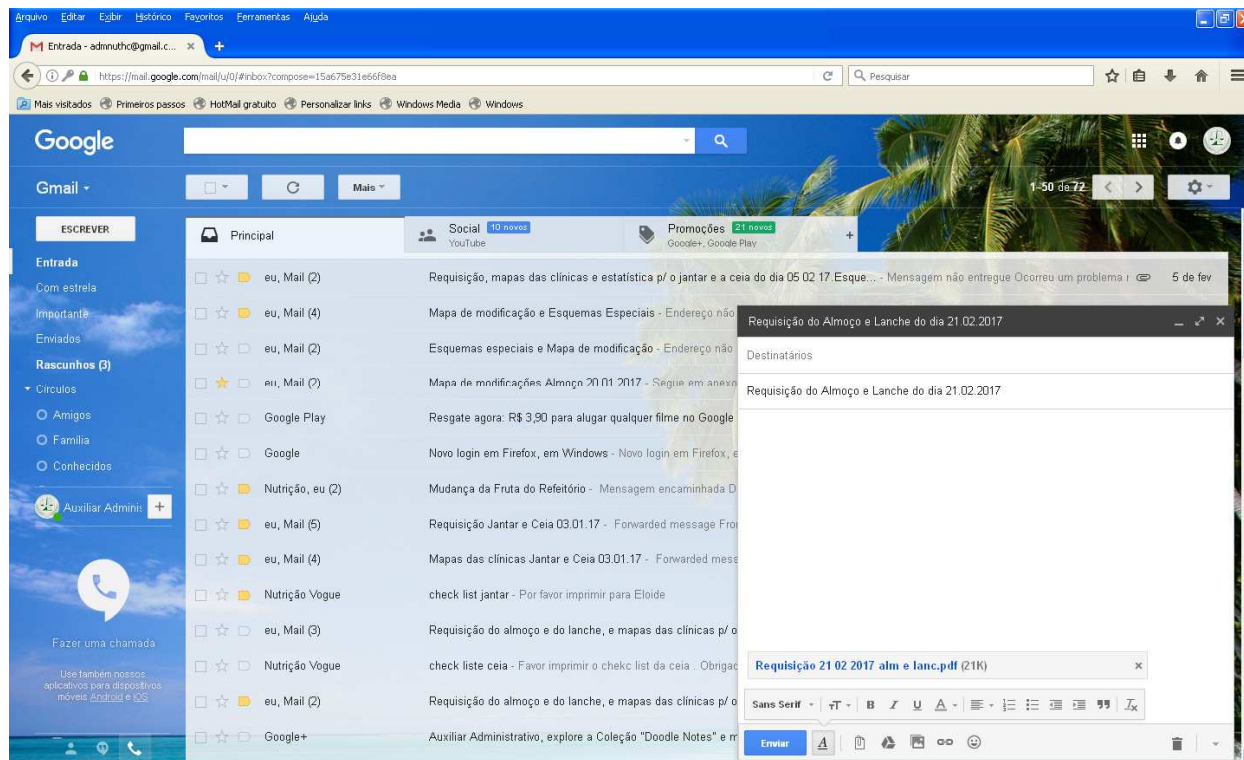 Arquivo Editar Exibir Histórico Favoritos Ferramentas Ajuda
Entrada - admnuthc@gmail.c...
https://mail.google.com/mail/u/0/#inbox?compose=15a675e31e66f8ea
Pesquisar
Mais visitados Primeiros passos HotMail gratuito Personalizar links Windows Media Windows
Google
Gmail
Mais
1-50 de 72
ESCREVER
Principal
Social 10 novos
YouTube
Promoções 21 novos
Google+, Google Play
Entrada
Com estrela
Importante
Enviados
Rascunhos (3)
Círculos
Amigos
Família
Conhecidos
Auxiliar Adminis
Fazer uma chamada
Use também nossos
aplicativos para dispositivos
móveis Android e iOS
eu, Mail (2) Requisição, mapas das clínicas e estatística p/ o jantar e a ceia do dia 05 02 17.Esque... - Mensagem não entregue Ocorreu um problema r 5 de fev
eu, Mail (4) Mapa de modificação e Esquemas Especiais - Endereço não
eu, Mail (2) Esquemas especiais e Mapa de modificação - Endereço não
eu, Mail (2) Mapa de modificações Almoço 20.01.2017 - Segue em anexo
Google Play Resgate agora: R$ 3,90 para alugar qualquer filme no Google
Google Novo login em Firefox, em Windows - Novo login em Firefox, e
Nutrição, eu (2) Mudança da Fruta do Refeitório - Mensagem encaminhada D
eu, Mail (5) Requisição Jantar e Ceia 03.01.17 - Forwarded message Fro
eu, Mail (4) Mapas das clínicas Jantar e Ceia 03.01.17 - Forwarded mess
Nutrição Vogue check list jantar - Por favor imprimir para Eloide
eu, Mail (3) Requisição do almoço e do lanche, e mapas das clínicas p/ o
Nutrição Vogue check liste ceia - Favor imprimir o chekc list da ceia . Obrigad
eu, Mail (2) Requisição do almoço e do lanche, e mapas das clínicas p/ o
Google+ Auxiliar Administrativo, explore a Coleção "Doodle Notes" e m
Requisição do Almoço e Lanche do dia 21.02.2017
Destinatários
Requisição do Almoço e Lanche do dia 21.02.2017
Requisição 21 02 2017 alm e lanc.pdf (21K)
Sans Serif
Enviar